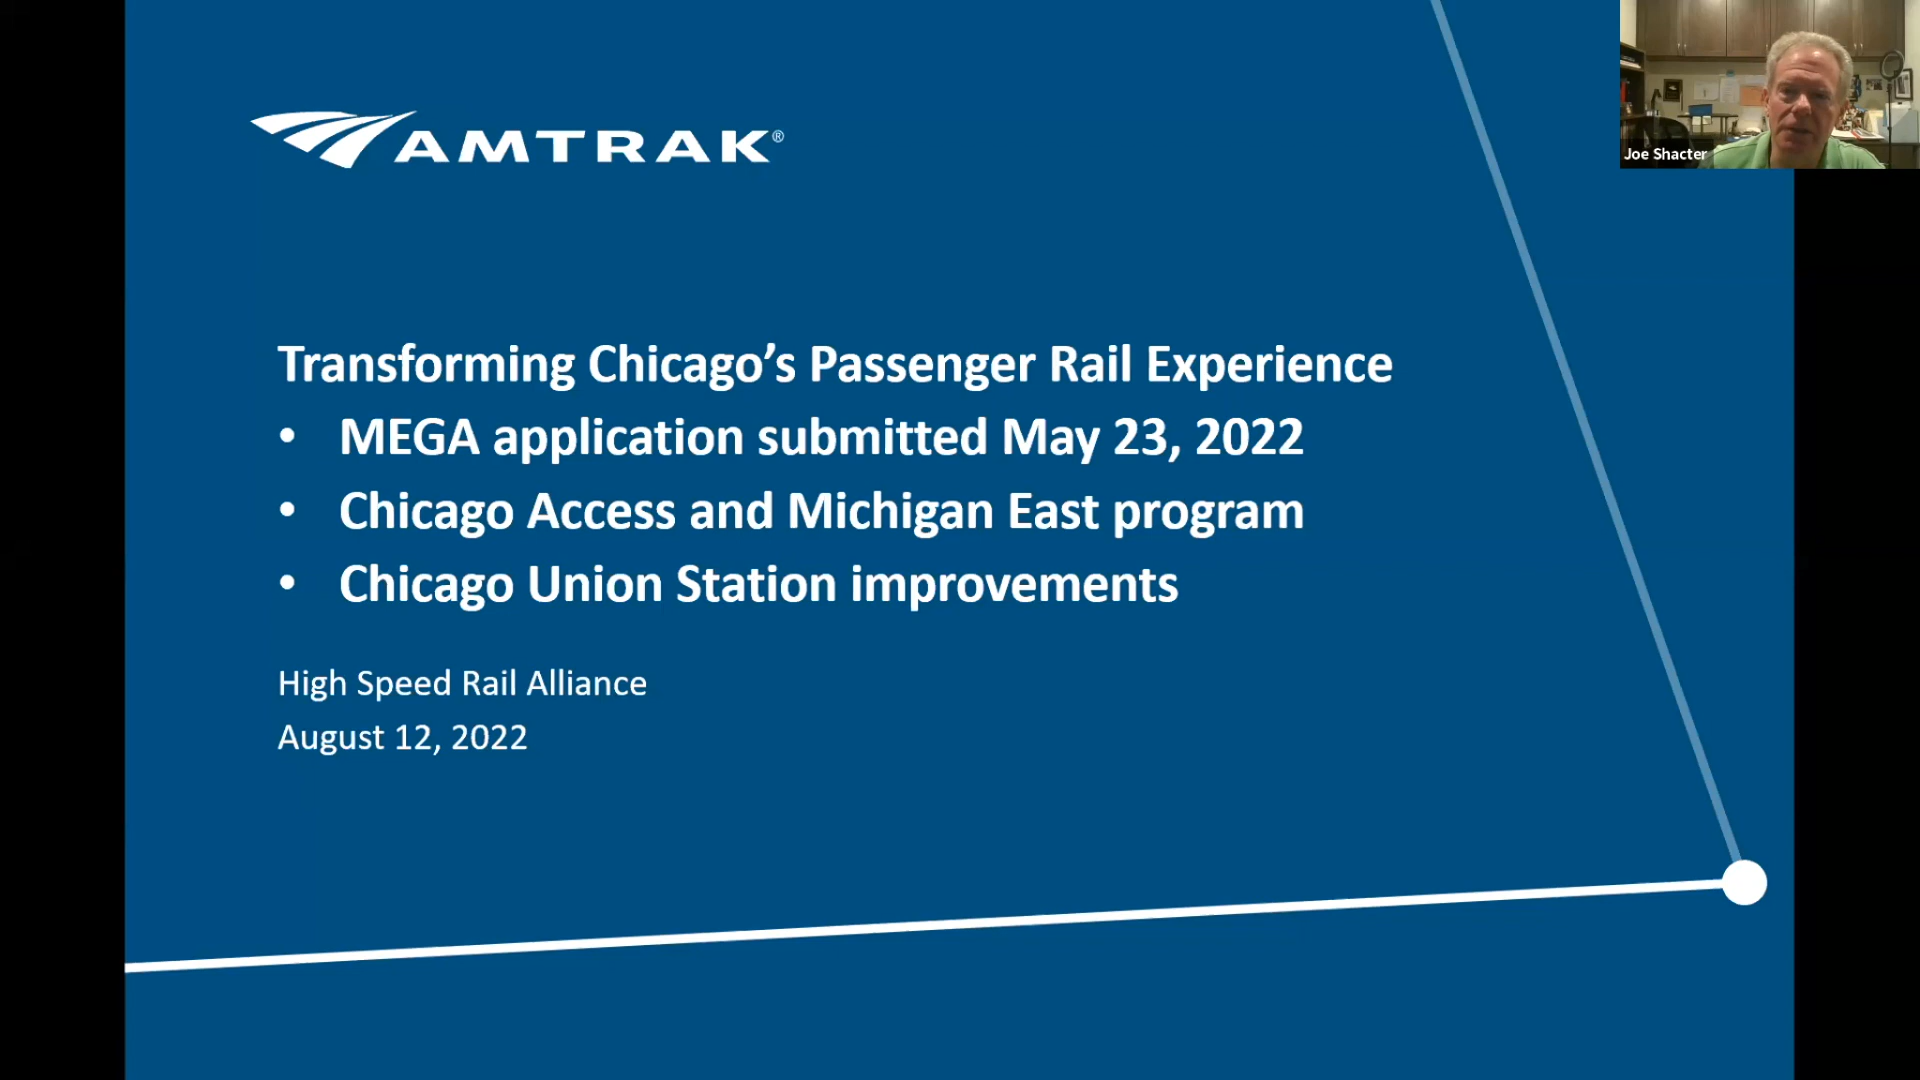 AMTRAK®
Joe Shacter
Transforming Chicago's Passenger Rail Experience
• MEGA application submitted May 23, 2022
• Chicago Access and Michigan East program
• Chicago Union Station improvements
High Speed Rail Alliance
August 12, 2022